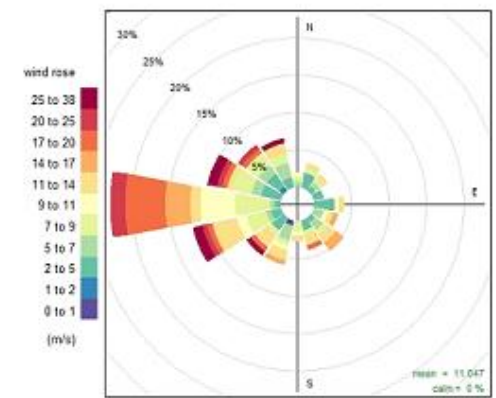 wind rose
25 to 38
20 to 25
17 to 20
14 to 17
11 to 14
9 to 11
7 to 9
5 to 7
2 to 5
1 to 2
0 to 1
(m/s)
30%
25%
20%
15%
10%
5%
N
E
S
mean = 11.047
calm = 0 %